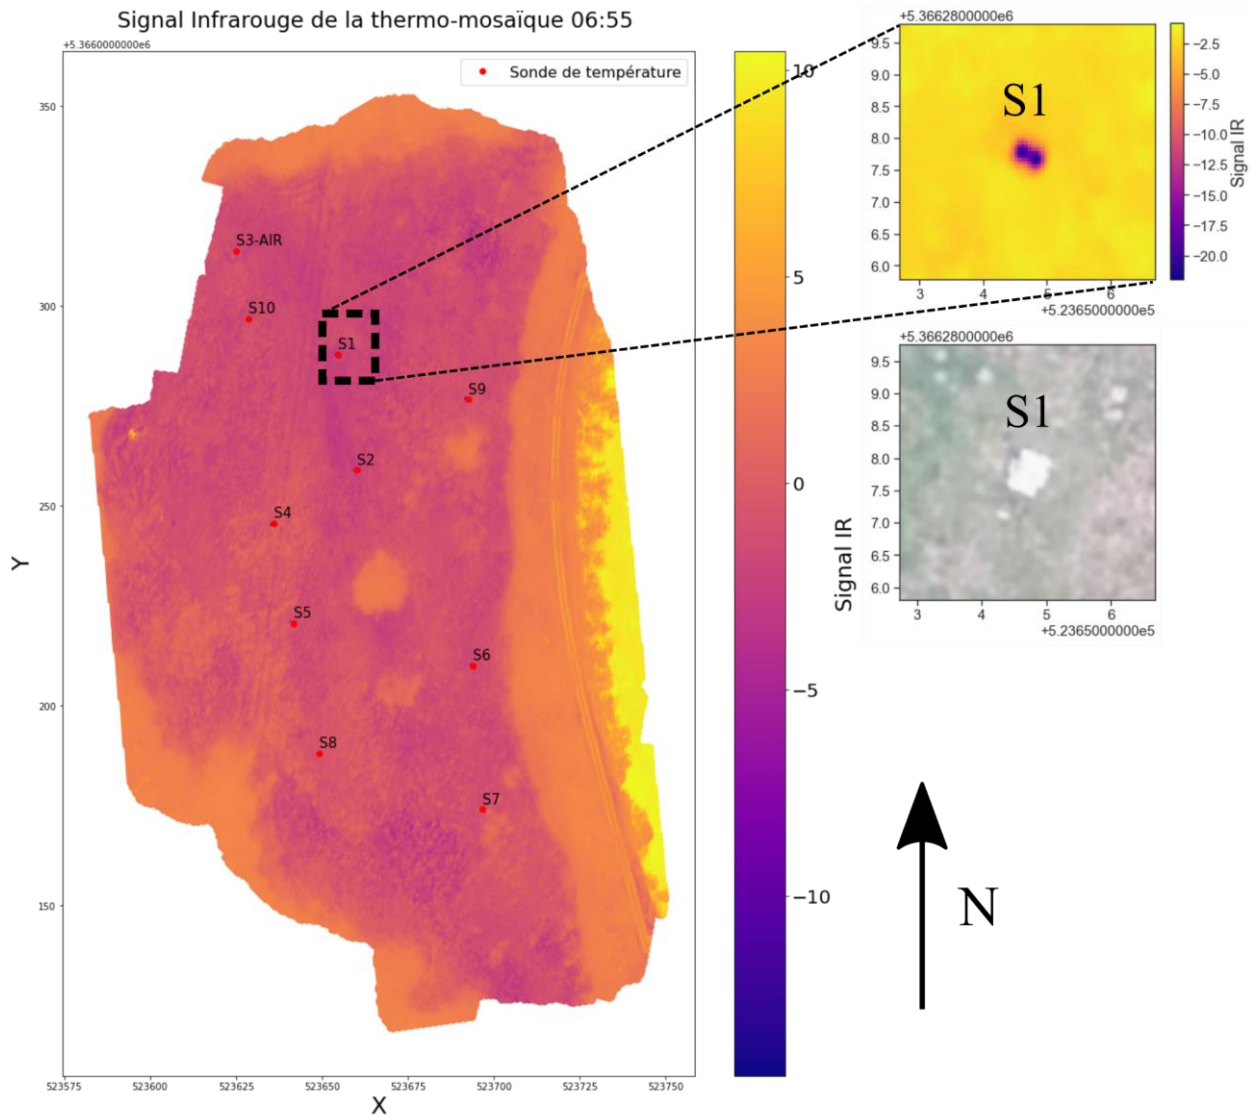 Signal Infrarouge de la thermo-mosaïque 06:55
+5.3660000000e6
Sonde de température
350
300
250
200
150
Y
523575 523600 523625 523650 523675 523700 523725 523750
X
S3-AIR
S10
S1
S9
S2
S4
S5
S6
S8
S7
10
5
0
−5
−10
Signal IR
+5.3662800000e6
9.5
9.0
8.5
8.0
7.5
7.0
6.5
6.0
S1
3 4 5 6
+5.2365000000e5
−2.5
−5.0
−7.5
−10.0
−12.5
−15.0
−17.5
−20.0
Signal IR
+5.3662800000e6
9.5
9.0
8.5
8.0
7.5
7.0
6.5
6.0
S1
3 4 5 6
+5.2365000000e5
N